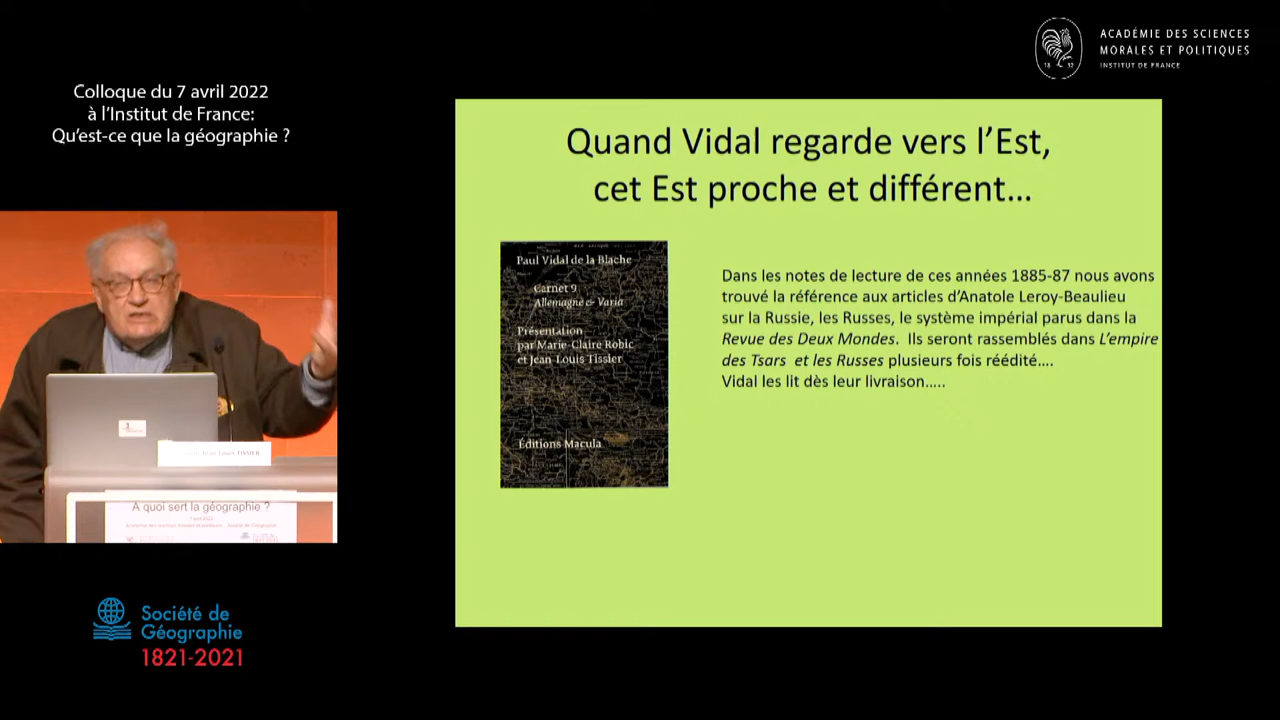 ACADÉMIE DES SCIENCES
MORALES ET POLITIQUES
INSTITUT DE FRANCE
18 32
Colloque du 7 avril 2022
à l’Institut de France:
Qu’est-ce que la géographie ?
Quand Vidal regarde vers l’Est,
cet Est proche et différent…
Paul Vidal de la Blache
Carnet 9
Allemagne & Varia
Présentation
par Marie-Claire Robic
et Jean-Louis Tissier
Éditions Macula
Dans les notes de lecture de ces années 1885-87 nous avons
trouvé la référence aux articles d’Anatole Leroy-Beaulieu
sur la Russie, les Russes, le système impérial parus dans la
Revue des Deux Mondes. Ils seront rassemblés dans L’empire
des Tsars et les Russes plusieurs fois réédité….
Vidal les lit dès leur livraison…..
Jean-Louis TISSIER
A quoi sert la géographie ?
Société de
Géographie
1821-2021